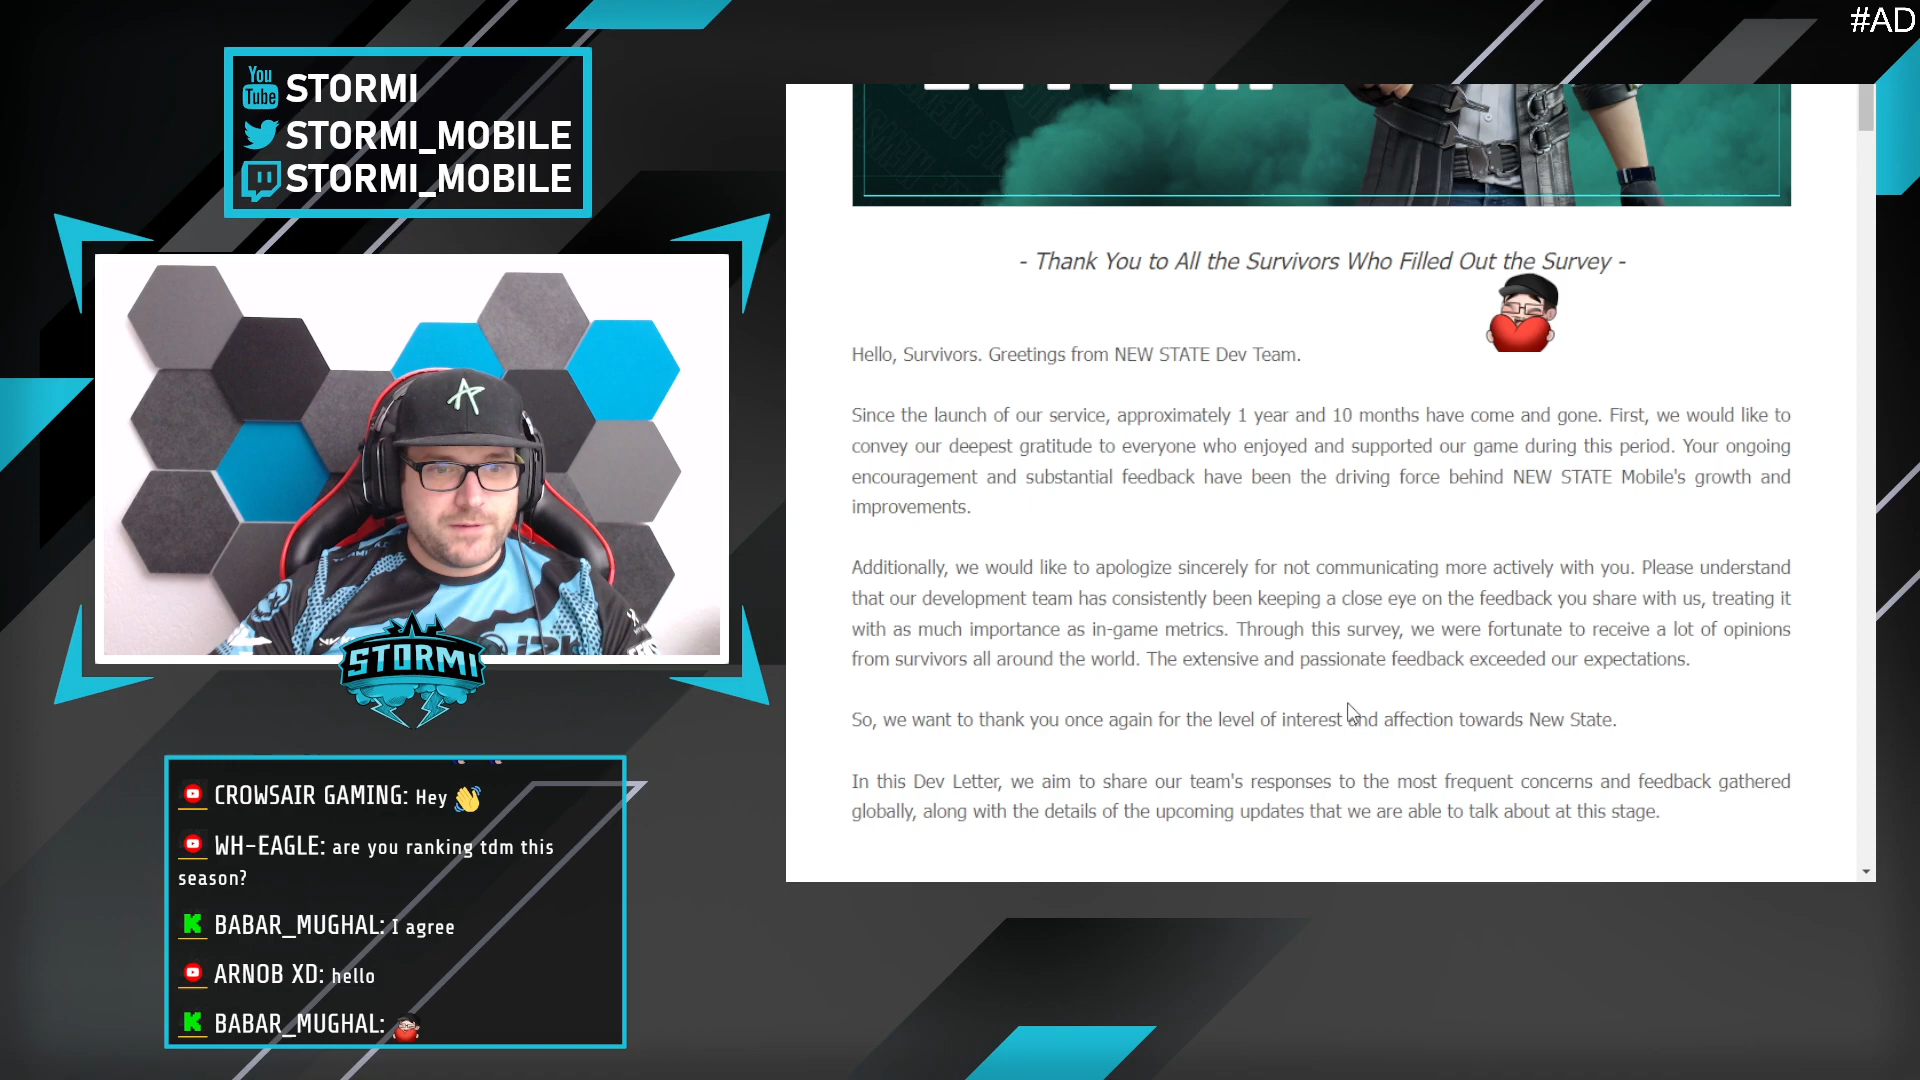 #AD
You
Tube
STORMI
STORMI_MOBILE
STORMI_MOBILE
STORMI
CROWSAIR GAMING: Hey 👋
WH-EAGLE: are you ranking tdm this
season?
BABAR_MUGHAL: I agree
ARNOB XD: hello
BABAR_MUGHAL:
- Thank You to All the Survivors Who Filled Out the Survey -
Hello, Survivors. Greetings from NEW STATE Dev Team.
Since the launch of our service, approximately 1 year and 10 months have come and gone. First, we would like to
convey our deepest gratitude to everyone who enjoyed and supported our game during this period. Your ongoing
encouragement and substantial feedback have been the driving force behind NEW STATE Mobile's growth and
improvements.
Additionally, we would like to apologize sincerely for not communicating more actively with you. Please understand
that our development team has consistently been keeping a close eye on the feedback you share with us, treating it
with as much importance as in-game metrics. Through this survey, we were fortunate to receive a lot of opinions
from survivors all around the world. The extensive and passionate feedback exceeded our expectations.
So, we want to thank you once again for the level of interest and affection towards New State.
In this Dev Letter, we aim to share our team's responses to the most frequent concerns and feedback gathered
globally, along with the details of the upcoming updates that we are able to talk about at this stage.